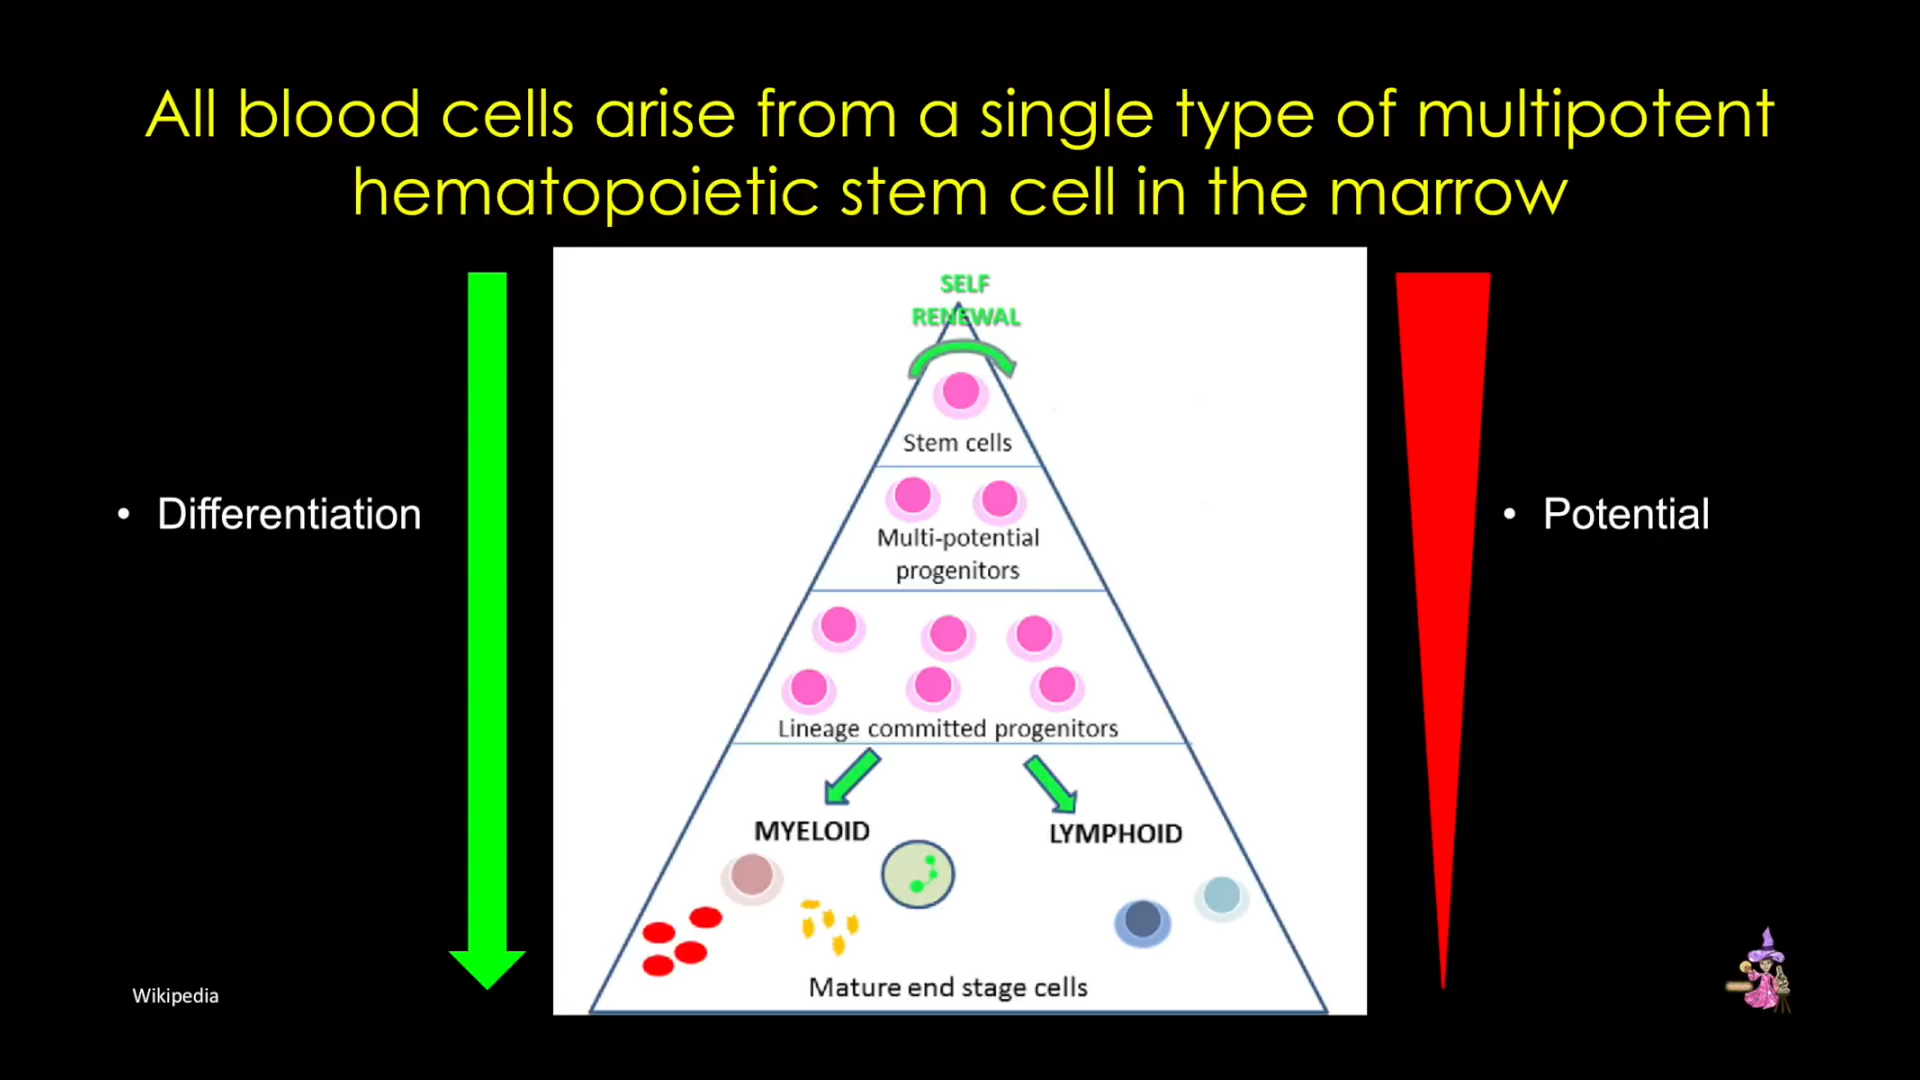 All blood cells arise from a single type of multipotent
hematopoietic stem cell in the marrow
SELF
RENEWAL
Stem cells
• Differentiation
• Potential
Multi-potential
progenitors
Lineage committed progenitors
MYELOID
LYMPHOID
Mature end stage cells
Wikipedia